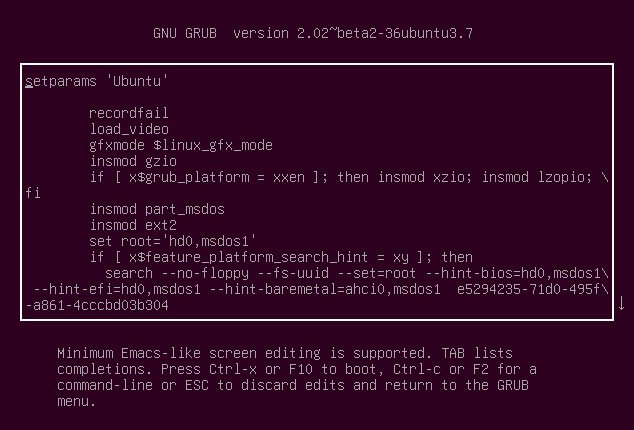 GNU GRUB  version 2.02~beta2-36ubuntu3.7
setparams 'Ubuntu'
recordfail
load_video
gfxmode $linux_gfx_mode
insmod gzio
if [ x$grub_platform = xxen ]; then insmod xzio; insmod lzopio; \
fi
insmod part_msdos
insmod ext2
set root='hd0,msdos1'
if [ x$feature_platform_search_hint = xy ]; then
search --no-floppy --fs-uuid --set=root --hint-bios=hd0,msdos1\
--hint-efi=hd0,msdos1 --hint-baremetal=ahci0,msdos1  e5294235-71d0-495f\
-a861-4cccbd03b304
Minimum Emacs-like screen editing is supported. TAB lists
completions. Press Ctrl-x or F10 to boot, Ctrl-c or F2 for a
command-line or ESC to discard edits and return to the GRUB
menu.